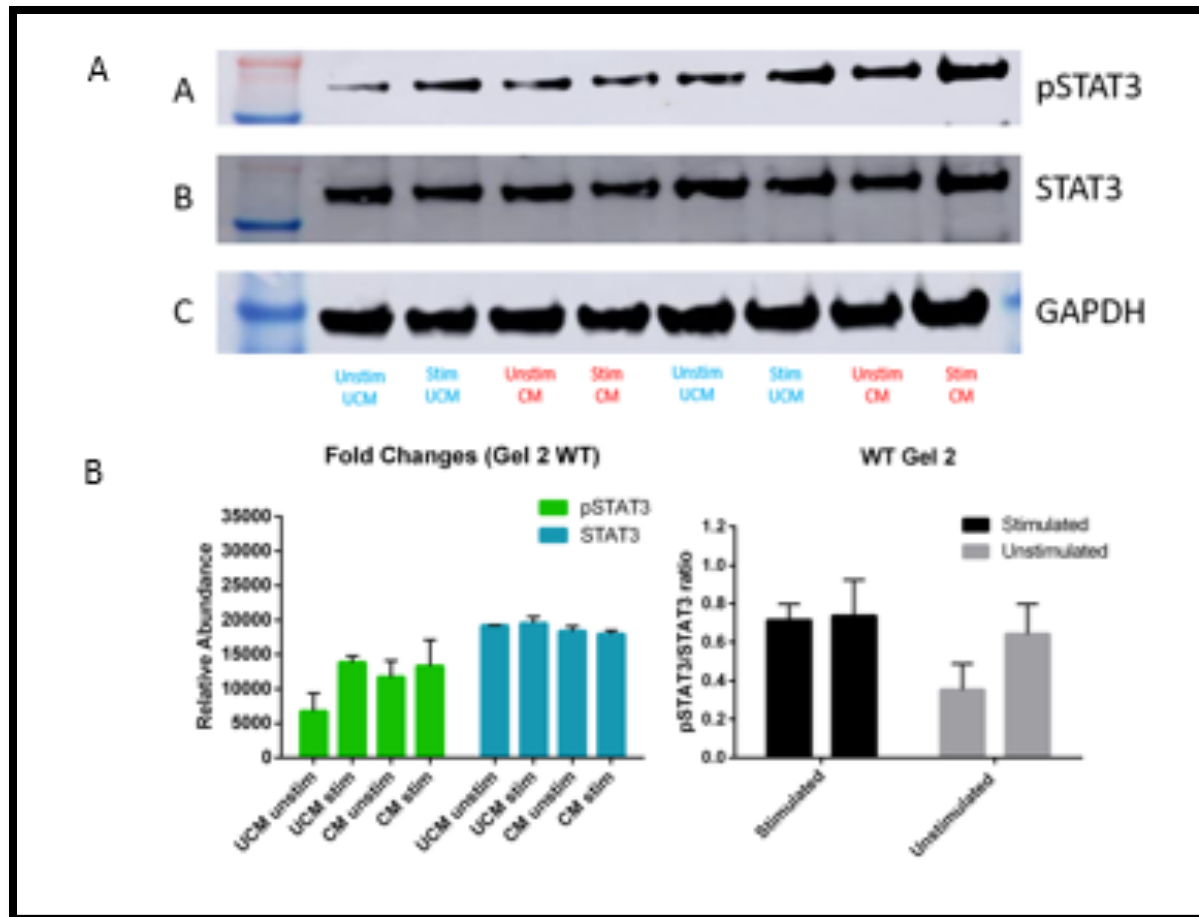 A
A
pSTAT3
B
STAT3
C
GAPDH
Unstim UCM
Stim UCM
Unstim CM
Stim CM
Unstim UCM
Stim UCM
Unstim CM
Stim CM
B
Fold Changes (Gel 2 WT)
pSTAT3
STAT3
Relative Abundance
35000
30000
25000
20000
15000
10000
5000
0
UCM unstim
UCM stim
CM unstim
CM stim
UCM unstim
UCM stim
CM unstim
CM stim
WT Gel 2
Stimulated
Unstimulated
pSTAT3/STAT3 ratio
1.2
1.0
0.8
0.6
0.4
0.2
0.0
Stimulated
Unstimulated